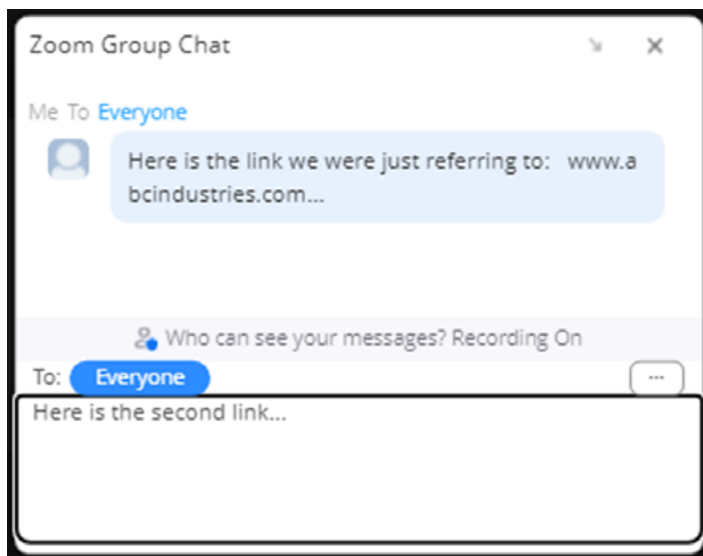 Zoom Group Chat
Me To Everyone
Here is the link we were just referring to: www.a
bcindustries.com...
Who can see your messages? Recording On
To: Everyone
...
Here is the second link...